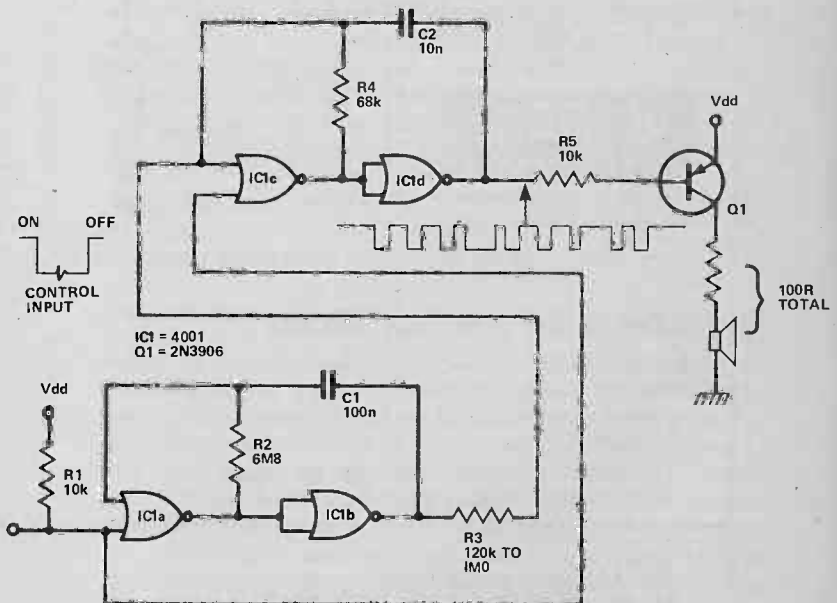 C2
10n
R4
68k
Vdd
R5
10k
IC1c
IC1d
Q1
ON OFF
CONTROL
INPUT
100R
TOTAL
IC1 = 4001
Q1 = 2N3906
Vdd
C1
100n
R2
6M8
R1
10k
IC1a
IC1b
R3
120k TO
IM0